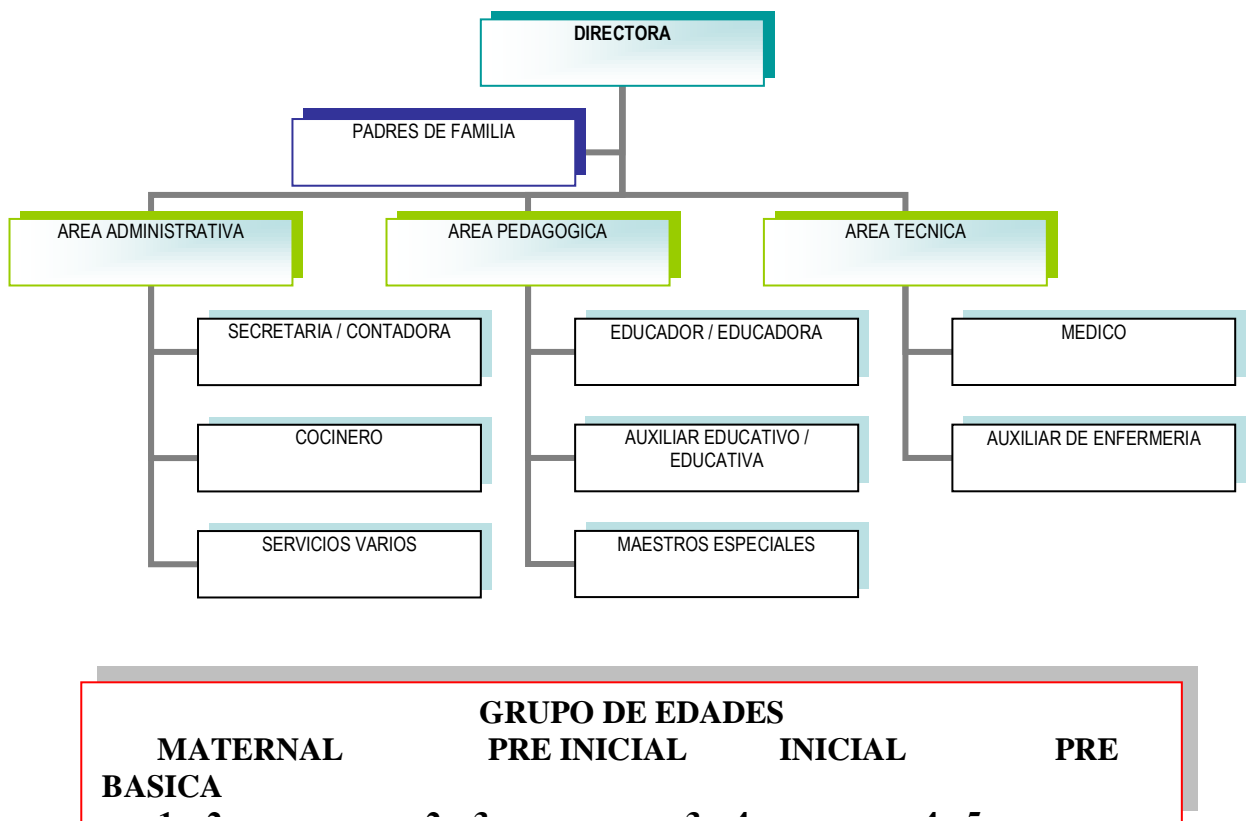 DIRECTORA
PADRES DE FAMILIA
AREA ADMINISTRATIVA
AREA PEDAGOGICA
AREA TECNICA
SECRETARIA / CONTADORA
EDUCADOR / EDUCADORA
MEDICO
COCINERO
AUXILIAR EDUCATIVO /
EDUCATIVA
AUXILIAR DE ENFERMERIA
SERVICIOS VARIOS
MAESTROS ESPECIALES
GRUPO DE EDADES
MATERNAL PRE INICIAL INICIAL PRE
BASICA